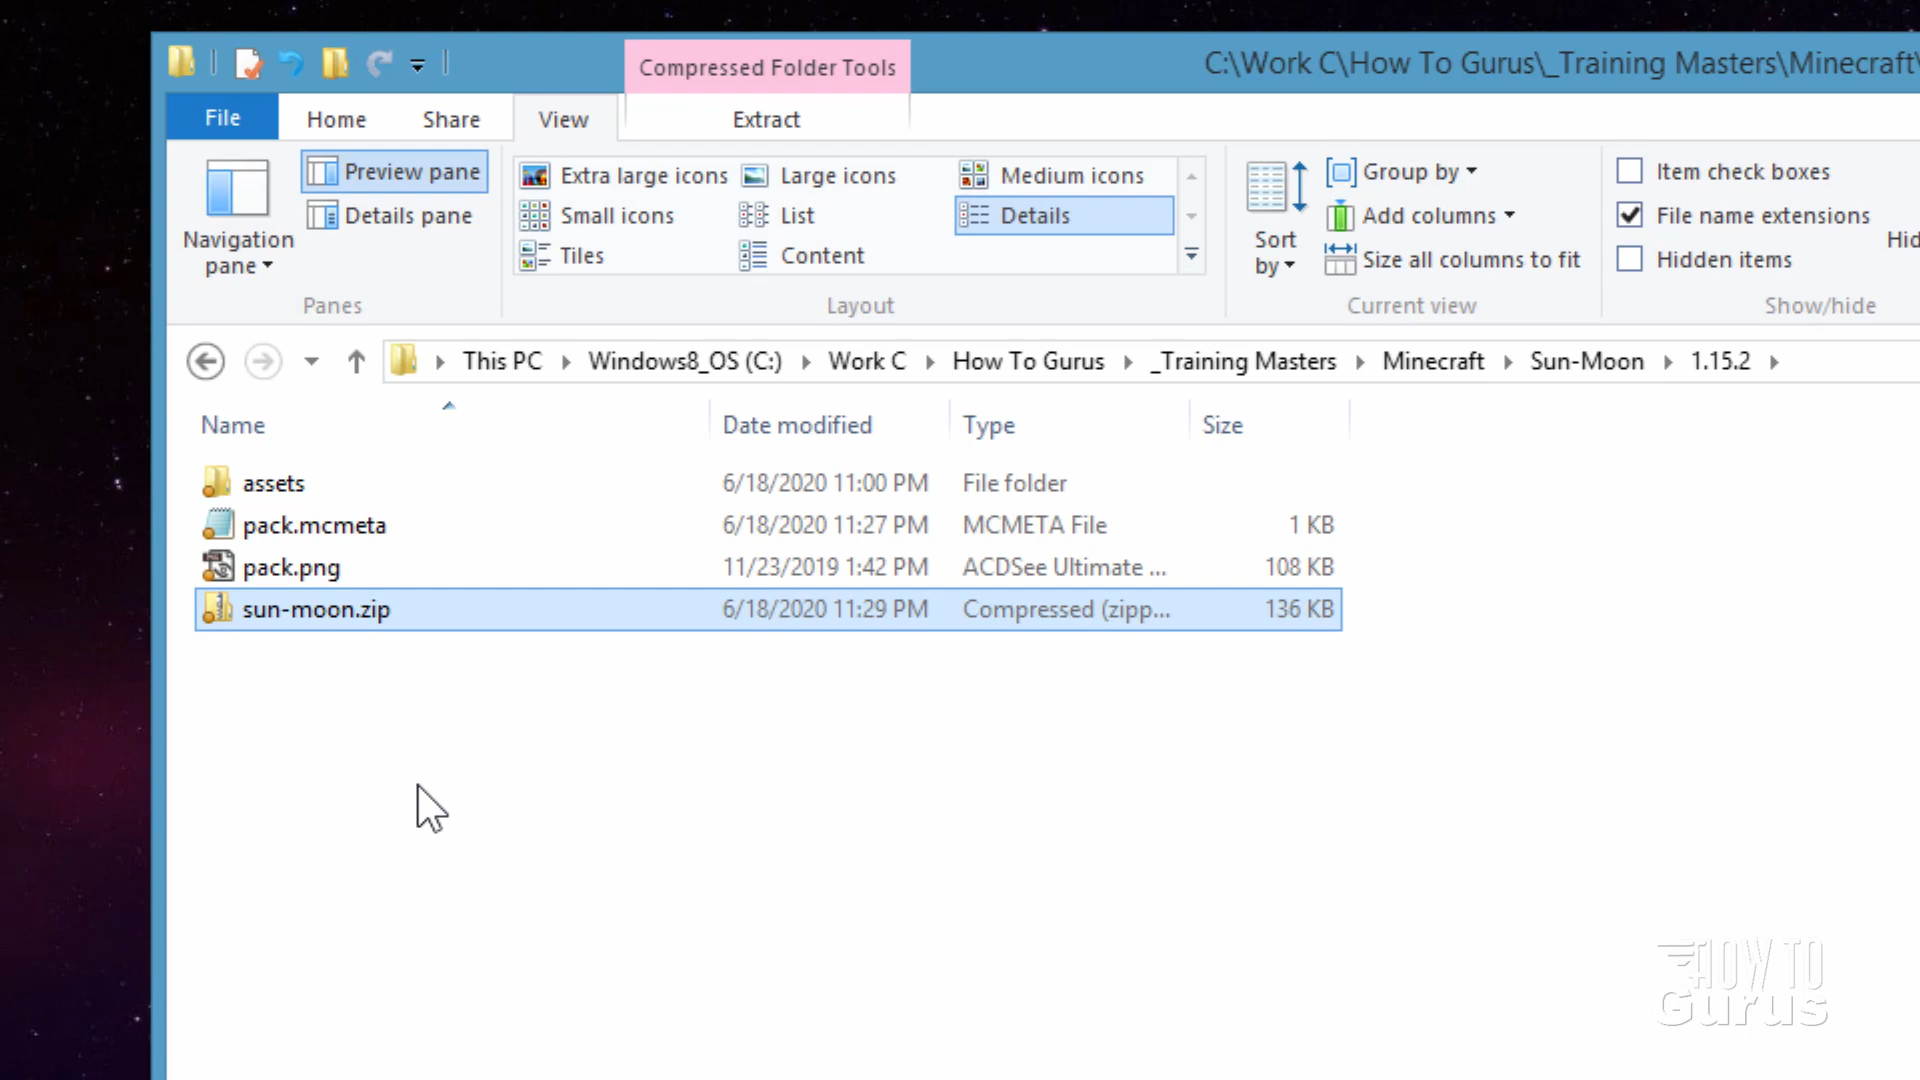 Compressed Folder Tools
C:\Work C\How To Gurus\_Training Masters\Minecraft\
File Home Share View Extract
Navigation pane
Preview pane
Details pane
Panes
Extra large icons Large icons Medium icons
Small icons List Details
Tiles Content
Layout
Sort by
Group by
Add columns
Size all columns to fit
Current view
Item check boxes
File name extensions
Hidden items
Hid
Show/hide
This PC Windows8_OS (C:) Work C How To Gurus _Training Masters Minecraft Sun-Moon 1.15.2
Name Date modified Type Size
assets 6/18/2020 11:00 PM File folder
pack.mcmeta 6/18/2020 11:27 PM MCMETA File 1 KB
pack.png 11/23/2019 1:42 PM ACDSee Ultimate ... 108 KB
sun-moon.zip 6/18/2020 11:29 PM Compressed (zipp... 136 KB
HOW TO
Gurus